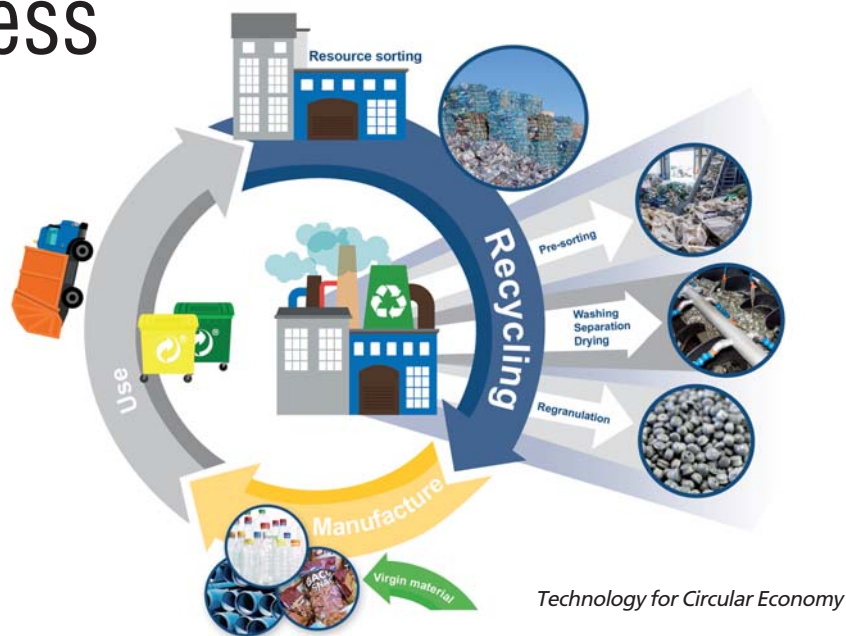 ess
Resource sorting
Recycling
Pre-sorting
Washing
Separation
Drying
Regranulation
Use
Manufacture
Virgin material
Technology for Circular Economy